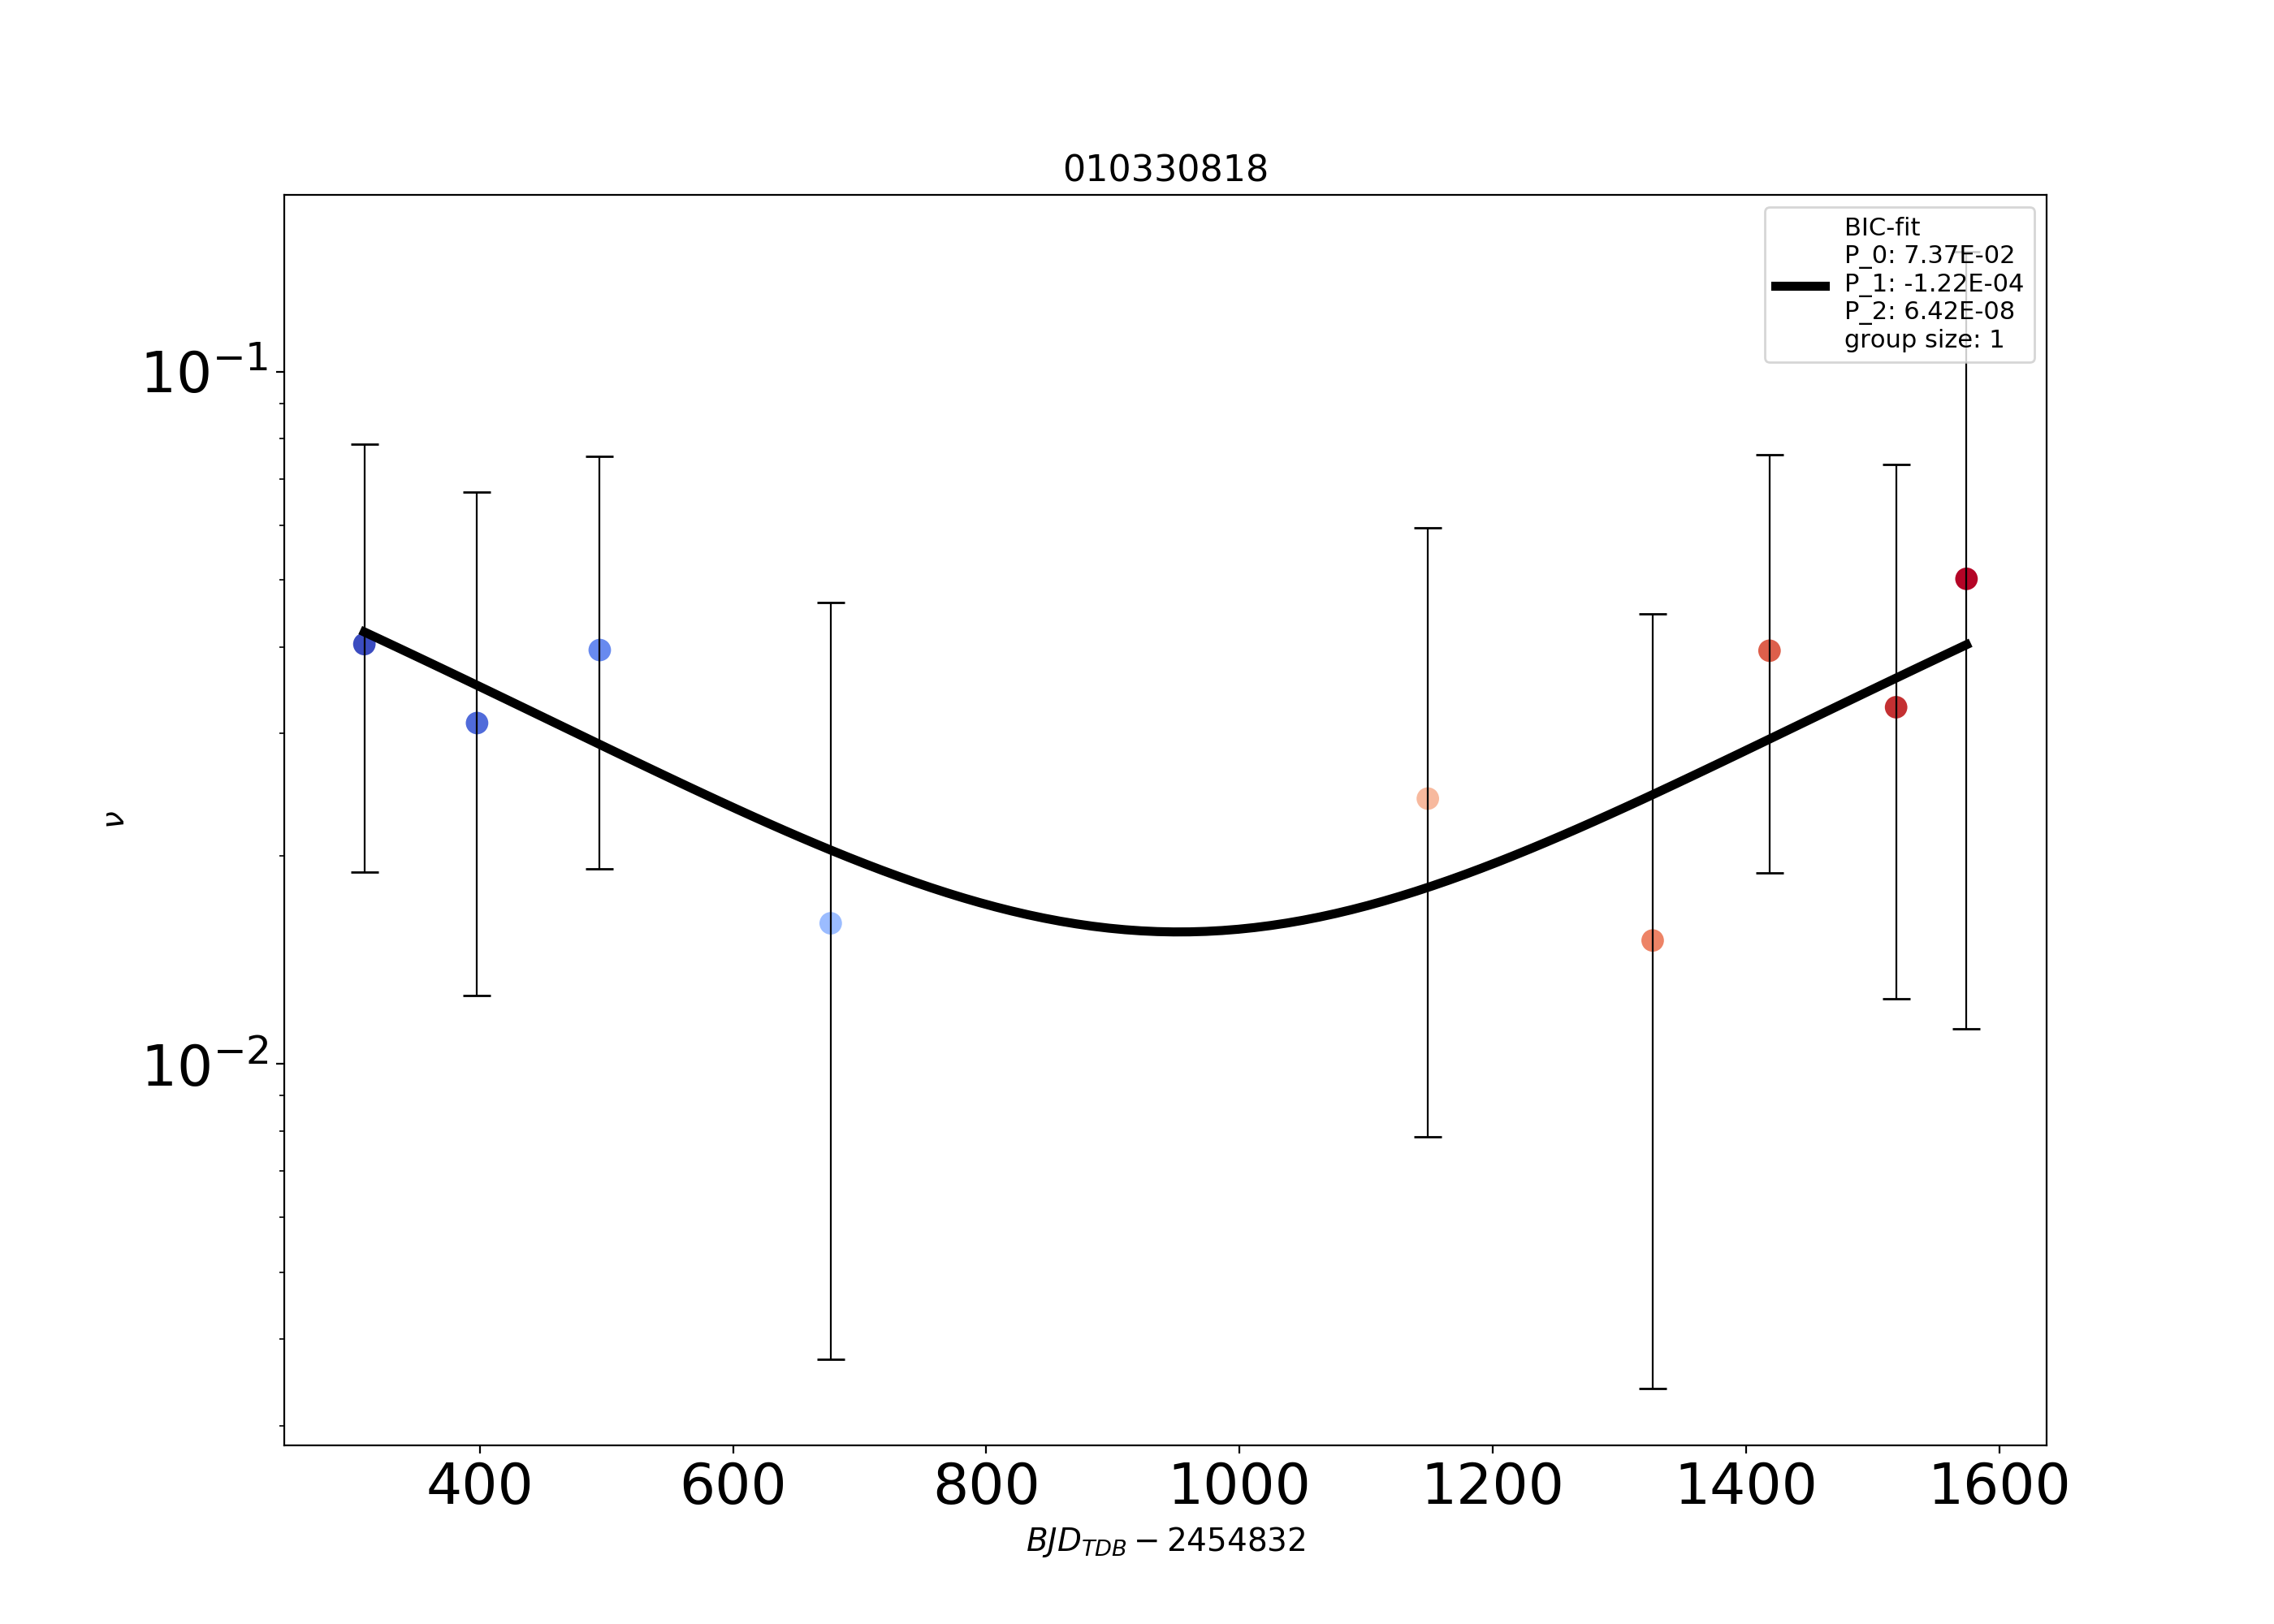 010330818
BIC-fit
P_0: 7.37E-02
P_1: -1.22E-04
P_2: 6.42E-08
group size: 1
10⁻¹
10⁻²
ν
400 600 800 1000 1200 1400 1600
BJD_TDB − 2454832